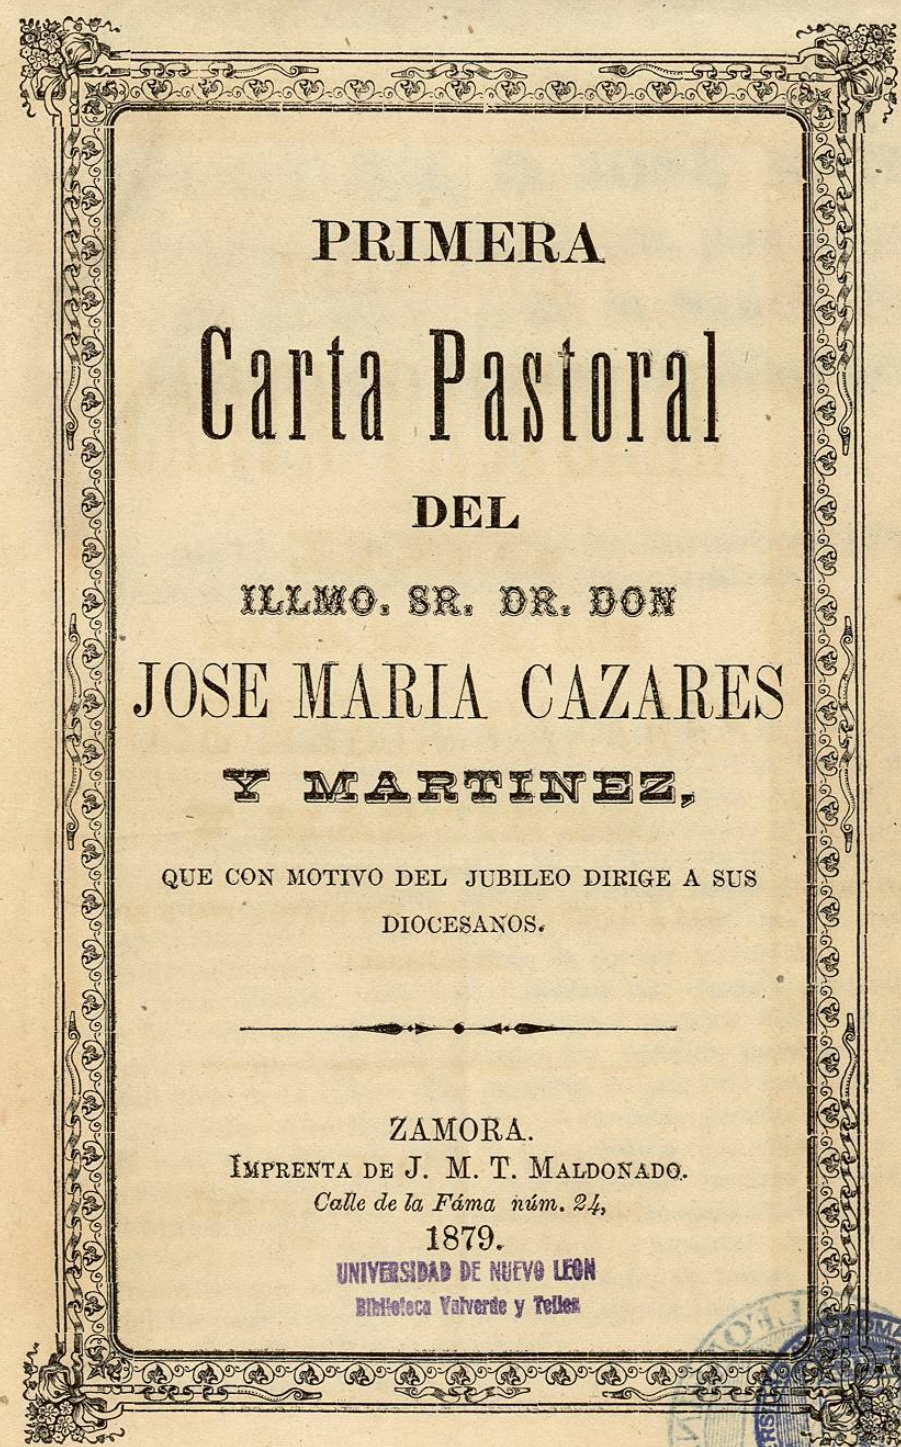 PRIMERA
Carta Pastoral
DEL
ILLMO. SR. DR. DON
JOSE MARIA CAZARES
Y MARTINEZ,
QUE CON MOTIVO DEL JUBILEO DIRIGE A SUS
DIOCESANOS.
ZAMORA.
IMPRENTA DE J. M. T. MALDONADO.
Calle de la Fáma núm. 24,
1879.
UNIVERSIDAD DE NUEVO LEON
Biblioteca Valverde y Tellez